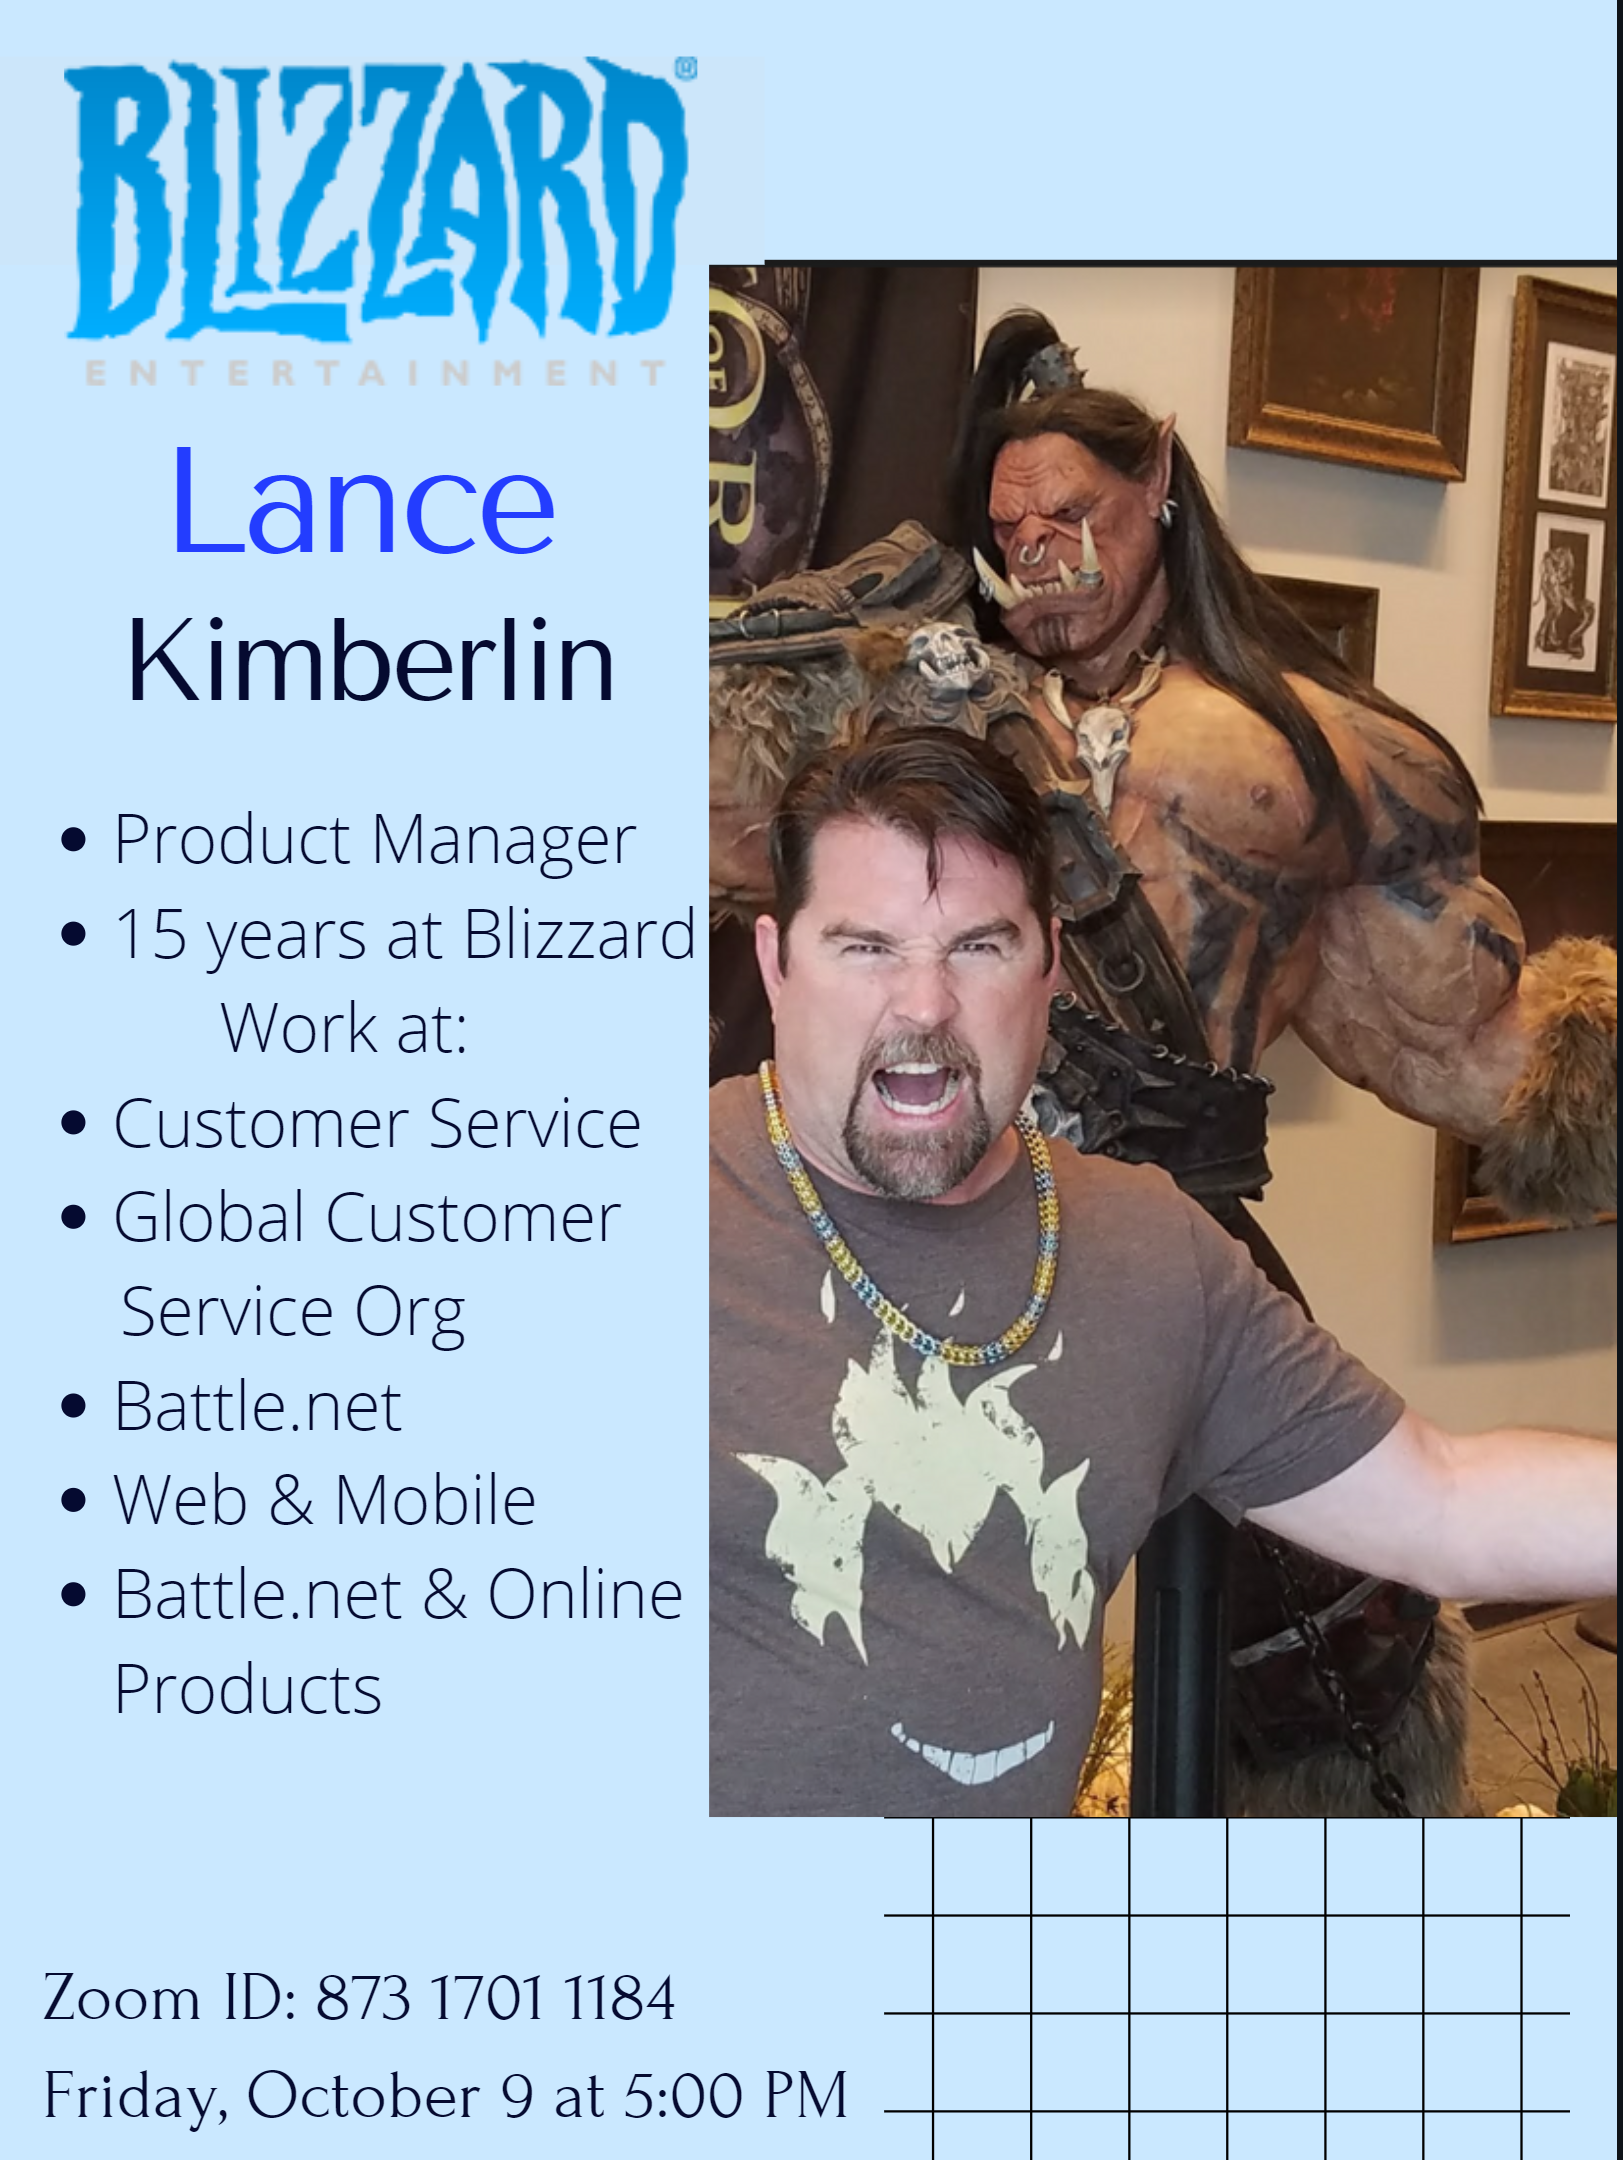 BLIZZARD®
ENTERTAINMENT
Lance
Kimberlin
• Product Manager
• 15 years at Blizzard
Work at:
• Customer Service
• Global Customer
Service Org
• Battle.net
• Web & Mobile
• Battle.net & Online
Products
Zoom ID: 873 1701 1184
Friday, October 9 at 5:00 PM